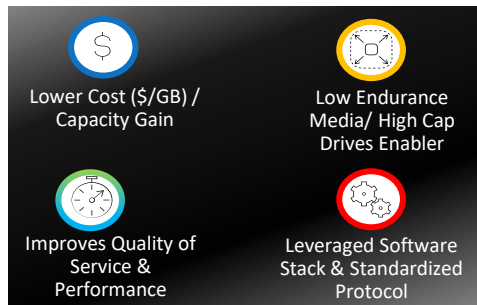 $
Lower Cost ($/GB) /
Capacity Gain
Low Endurance
Media/ High Cap
Drives Enabler
Improves Quality of
Service &
Performance
Leveraged Software
Stack & Standardized
Protocol